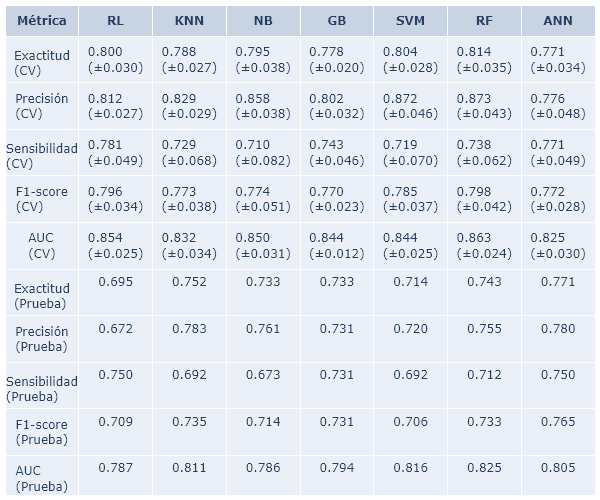 Métrica RL KNN NB GB SVM RF ANN
Exactitud 0.800 0.788 0.795 0.778 0.804 0.814 0.771
(CV) (±0.030) (±0.027) (±0.038) (±0.020) (±0.028) (±0.035) (±0.034)
Precisión 0.812 0.829 0.858 0.802 0.872 0.873 0.776
(CV) (±0.027) (±0.029) (±0.038) (±0.032) (±0.046) (±0.043) (±0.048)
Sensibilidad 0.781 0.729 0.710 0.743 0.719 0.738 0.771
(CV) (±0.049) (±0.068) (±0.082) (±0.046) (±0.070) (±0.062) (±0.049)
F1-score 0.796 0.773 0.774 0.770 0.785 0.798 0.772
(CV) (±0.034) (±0.038) (±0.051) (±0.023) (±0.037) (±0.042) (±0.028)
AUC 0.854 0.832 0.850 0.844 0.844 0.863 0.825
(CV) (±0.025) (±0.034) (±0.031) (±0.012) (±0.025) (±0.024) (±0.030)
Exactitud 0.695 0.752 0.733 0.733 0.714 0.743 0.771
(Prueba)
Precisión 0.672 0.783 0.761 0.731 0.720 0.755 0.780
(Prueba)
Sensibilidad 0.750 0.692 0.673 0.731 0.692 0.712 0.750
(Prueba)
F1-score 0.709 0.735 0.714 0.731 0.706 0.733 0.765
(Prueba)
AUC 0.787 0.811 0.786 0.794 0.816 0.825 0.805
(Prueba)